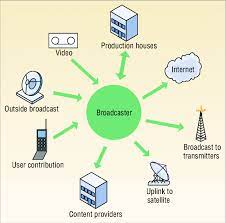 Video
Production houses
Internet
Outside broadcast
Broadcaster
User contribution
Broadcast to
transmitters
Content providers
Uplink to
satellite